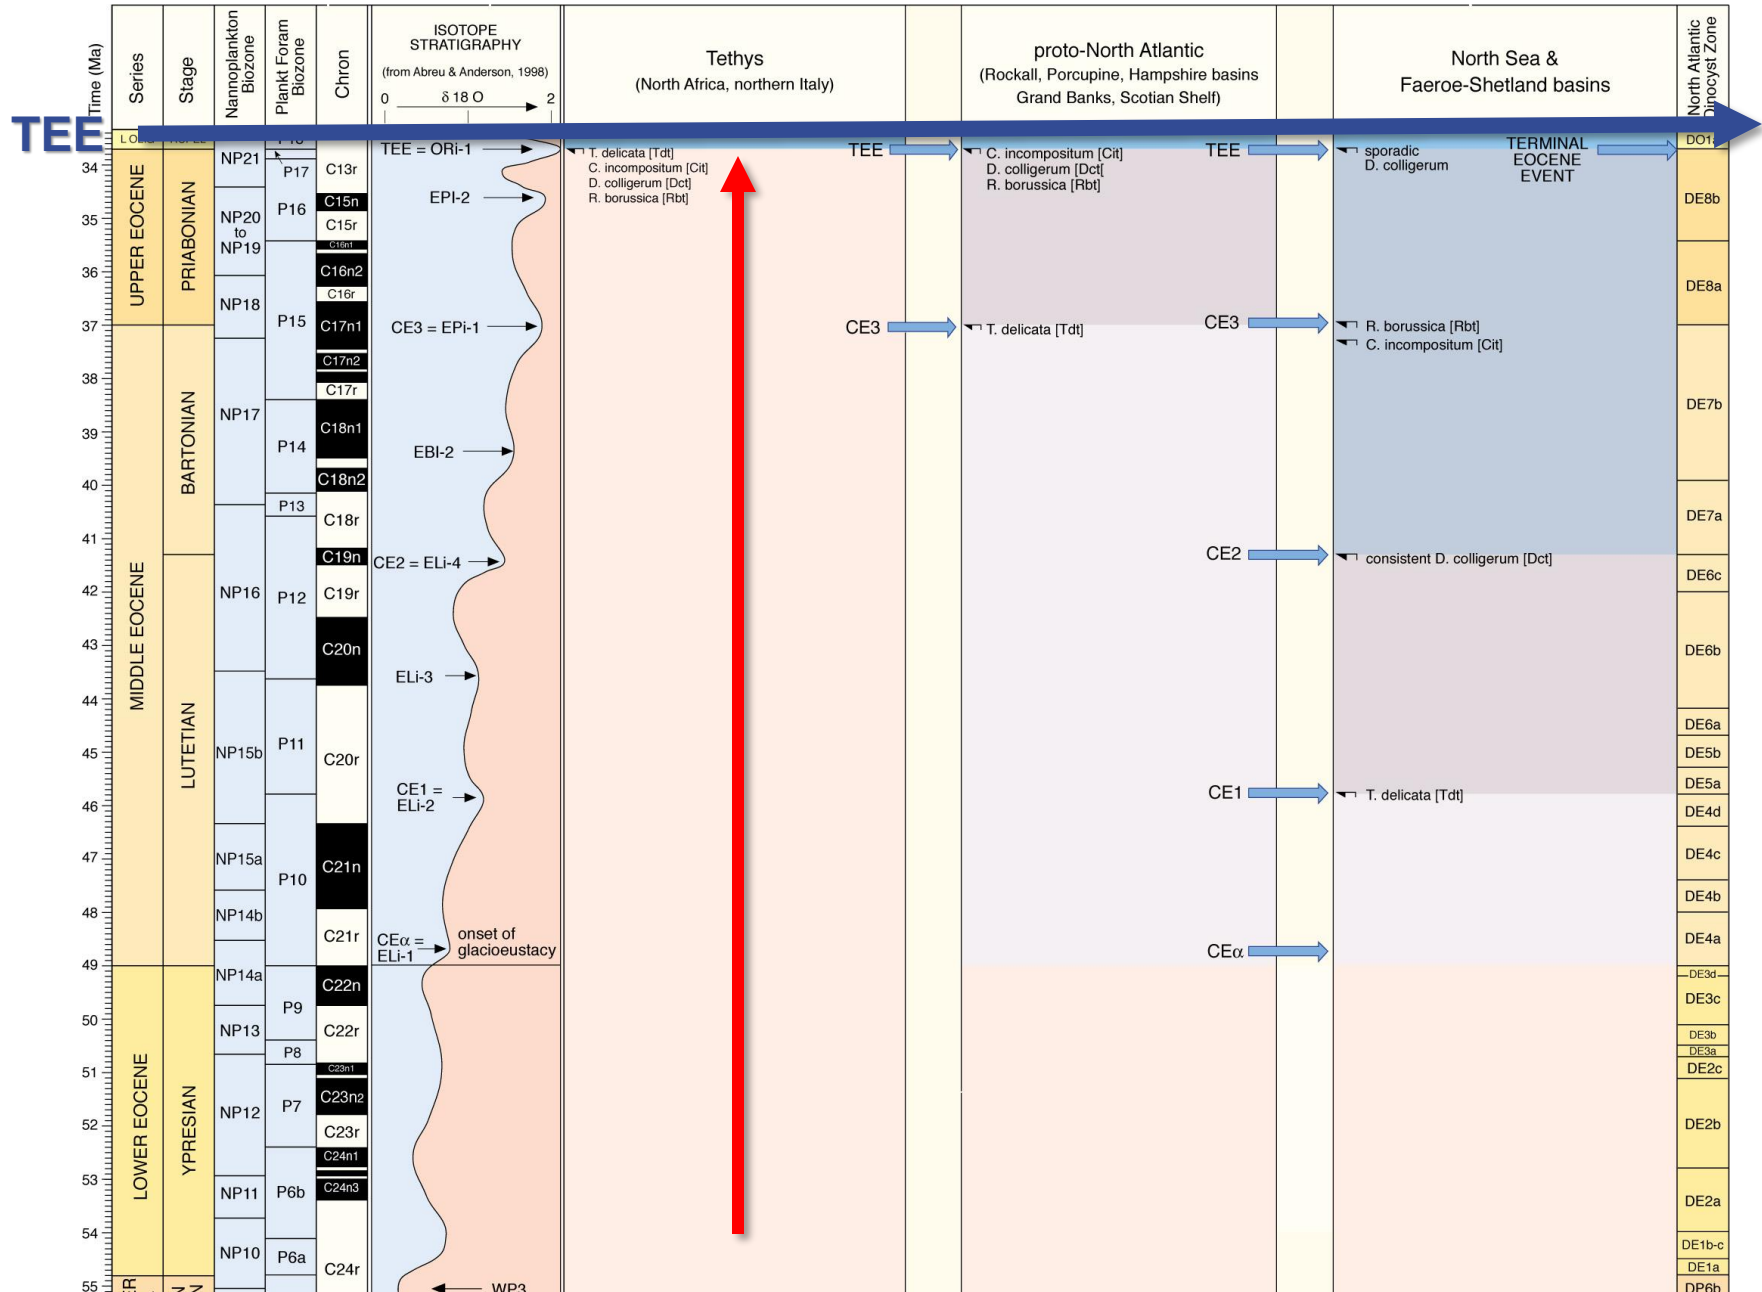 Time (Ma)
Series
Stage
Nannoplankton
Biozone
Plankt Foram
Biozone
Chron
ISOTOPE
STRATIGRAPHY
(from Abreu & Anderson, 1998)
0 δ 18 O 2
Tethys
(North Africa, northern Italy)
proto-North Atlantic
(Rockall, Porcupine, Hampshire basins
Grand Banks, Scotian Shelf)
North Sea &
Faeroe-Shetland basins
North Atlantic
Dinocyst Zone
TEE
34
35
36
37
38
39
40
41
42
43
44
45
46
47
48
49
50
51
52
53
54
55
UPPER EOCENE
MIDDLE EOCENE
LOWER EOCENE
PRIABONIAN
BARTONIAN
LUTETIAN
YPRESIAN
NP21
NP20
to
NP19
NP18
NP17
NP16
NP15b
NP15a
NP14b
NP14a
NP13
NP12
NP11
NP10
P17
P16
P15
P14
P13
P12
P11
P10
P9
P8
P7
P6b
P6a
C13r
C15n
C15r
C16n1
C16n2
C16r
C17n1
C17n2
C17r
C18n1
C18n2
C18r
C19n
C19r
C20n
C20r
C21n
C21r
C22n
C22r
C23n1
C23n2
C23r
C24n1
C24n3
C24r
TEE = ORi-1
EPI-2
CE3 = EPi-1
EBI-2
CE2 = ELi-4
ELi-3
CE1 =
ELi-2
CEα =
ELi-1
onset of
glacioeustacy
WP3
T. delicata [Tdt]
C. incompositum [Cit]
D. colligerum [Dct]
R. borussica [Rbt]
TEE
CE3
C. incompositum [Cit]
D. colligerum [Dct[
R. borussica [Rbt]
T. delicata [Tdt]
TEE
CE3
CE2
CE1
CEα
sporadic
D. colligerum
TERMINAL
EOCENE
EVENT
R. borussica [Rbt]
C. incompositum [Cit]
consistent D. colligerum [Dct]
T. delicata [Tdt]
DO1
DE8b
DE8a
DE7b
DE7a
DE6c
DE6b
DE6a
DE5b
DE5a
DE4d
DE4c
DE4b
DE4a
DE3d
DE3c
DE3b
DE3a
DE2c
DE2b
DE2a
DE1b-c
DE1a
DP6b